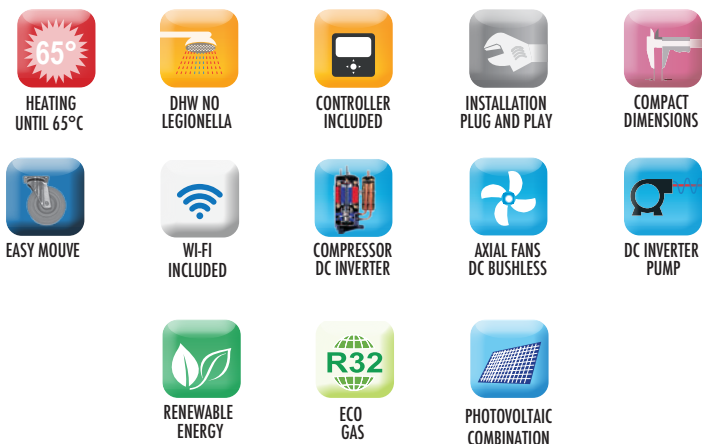 65°
HEATING
UNTIL 65°C
DHW NO
LEGIONELLA
CONTROLLER
INCLUDED
INSTALLATION
PLUG AND PLAY
COMPACT
DIMENSIONS
EASY MOUVE
WI-FI
INCLUDED
COMPRESSOR
DC INVERTER
AXIAL FANS
DC BUSHLESS
DC INVERTER
PUMP
RENEWABLE
ENERGY
R32
ECO
GAS
PHOTOVOLTAIC
COMBINATION